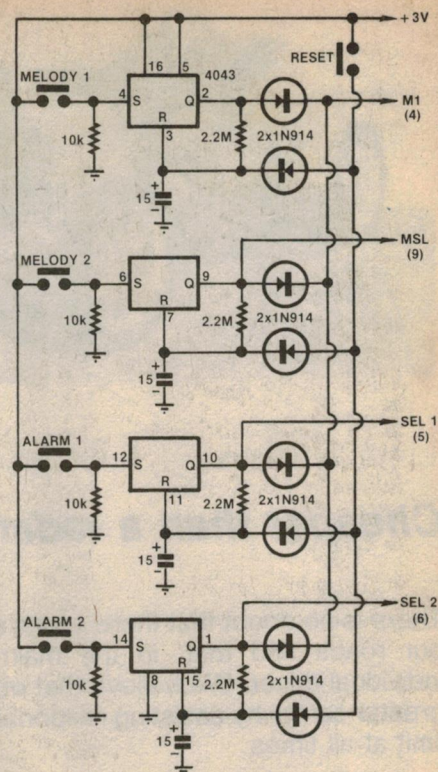 +3V
RESET
16 5
MELODY 1 4043
4 S Q 2 M1
(4)
R
3
10k 2.2M 2x1N914
+
15
−
MSL
(9)
MELODY 2
6 S Q 9
R
7
10k 2.2M 2x1N914
+
15
−
SEL 1
(5)
ALARM 1
12 S Q 10
R
11
10k 2.2M 2x1N914
+
15
−
SEL 2
(6)
ALARM 2
14 S Q 1
R
8 15
10k 2.2M 2x1N914
+
15
−